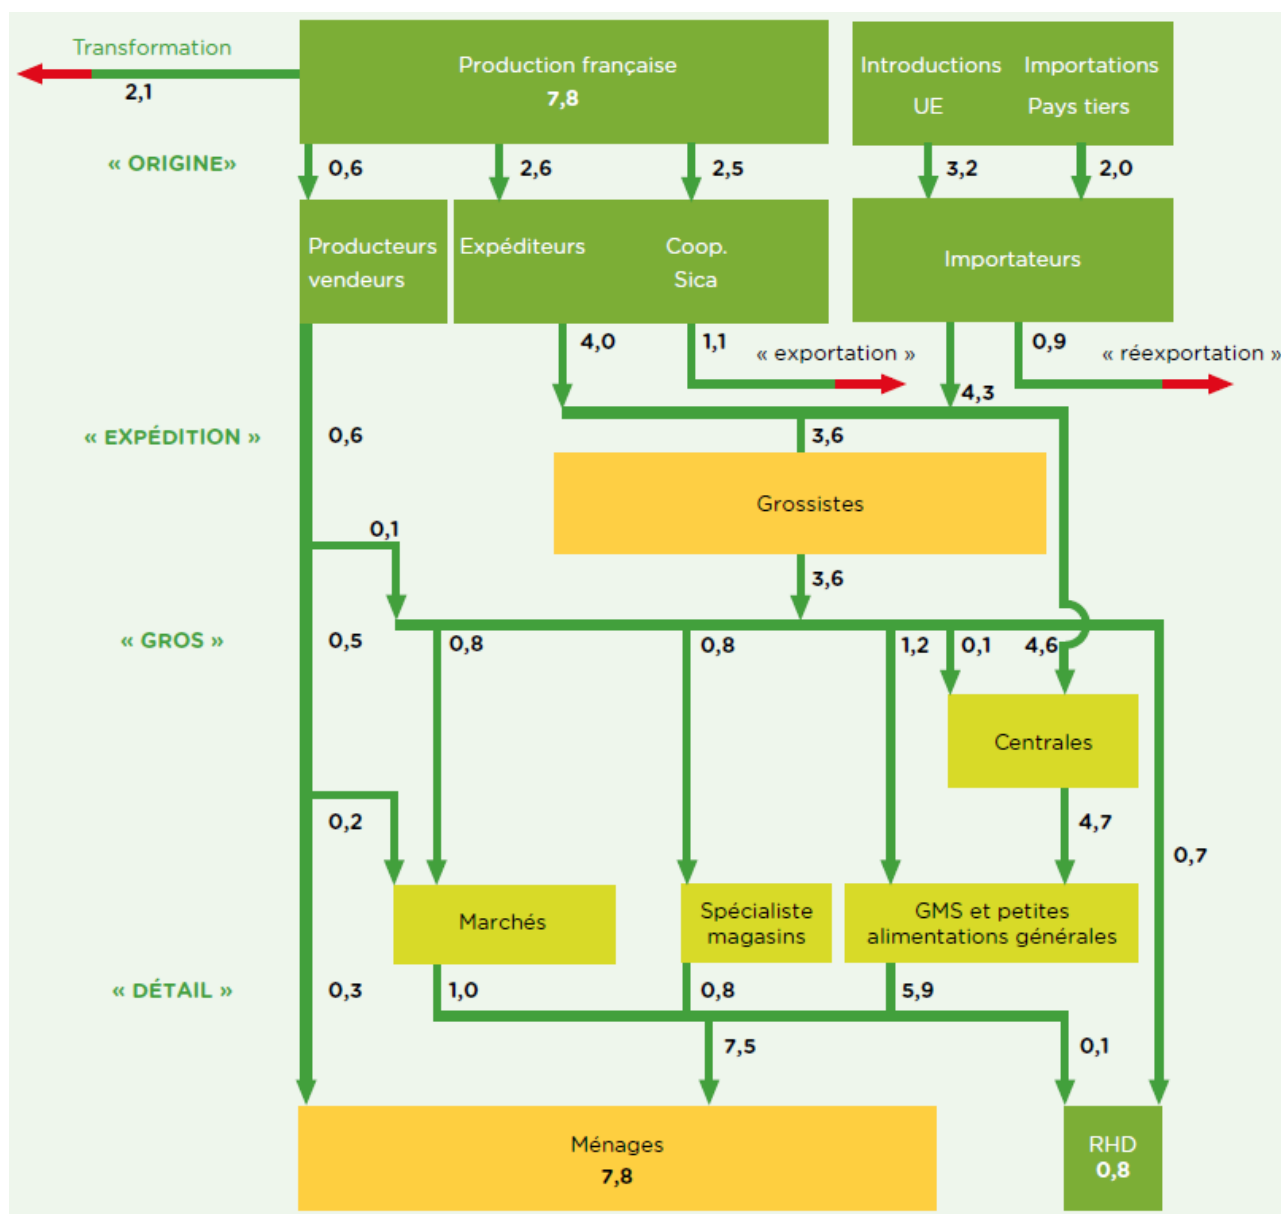 Transformation
2,1
Production française
7,8
Introductions
UE
Importations
Pays tiers
« ORIGINE»
0,6
2,6
2,5
3,2
2,0
Producteurs
vendeurs
Expéditeurs
Coop.
Sica
Importateurs
4,0
1,1
« exportation »
0,9
« réexportation »
4,3
« EXPÉDITION »
0,6
3,6
Grossistes
0,1
3,6
« GROS »
0,5
0,8
0,8
1,2
0,1
4,6
Centrales
0,2
4,7
0,7
Marchés
Spécialiste
magasins
GMS et petites
alimentations générales
« DÉTAIL »
0,3
1,0
0,8
5,9
7,5
0,1
Ménages
7,8
RHD
0,8